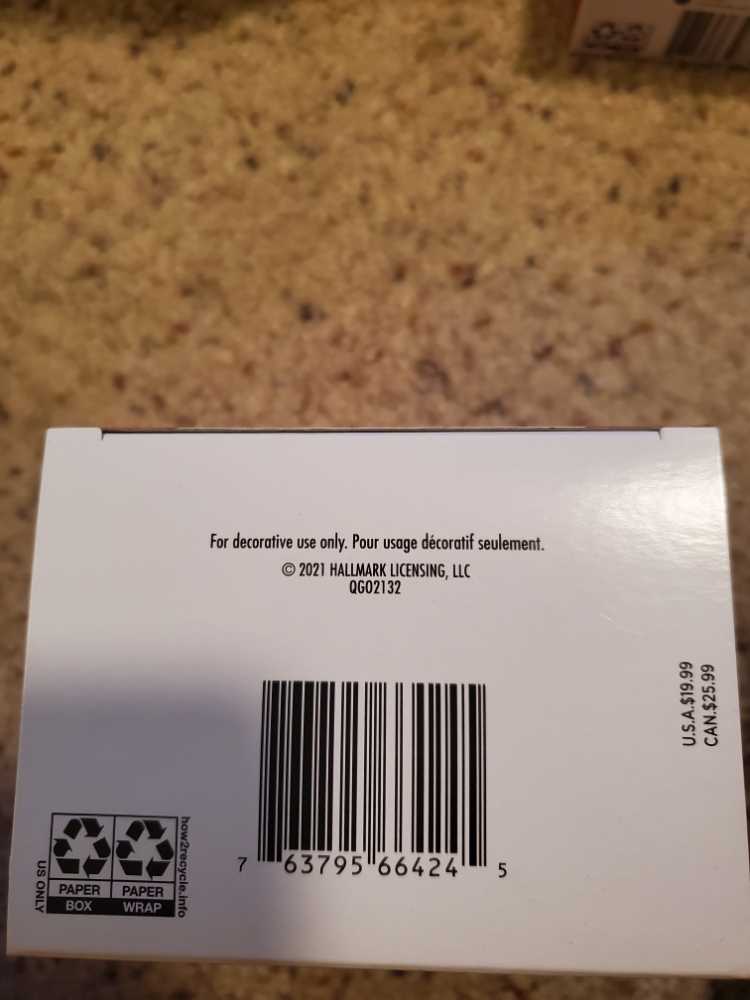 For decorative use only. Pour usage décoratif seulement.
© 2021 HALLMARK LICENSING, LLC
QGO2132
U.S.A.$19.99
CAN.$25.99
7 63795 66424 5
how2recycle.info
US ONLY
PAPER PAPER
BOX WRAP